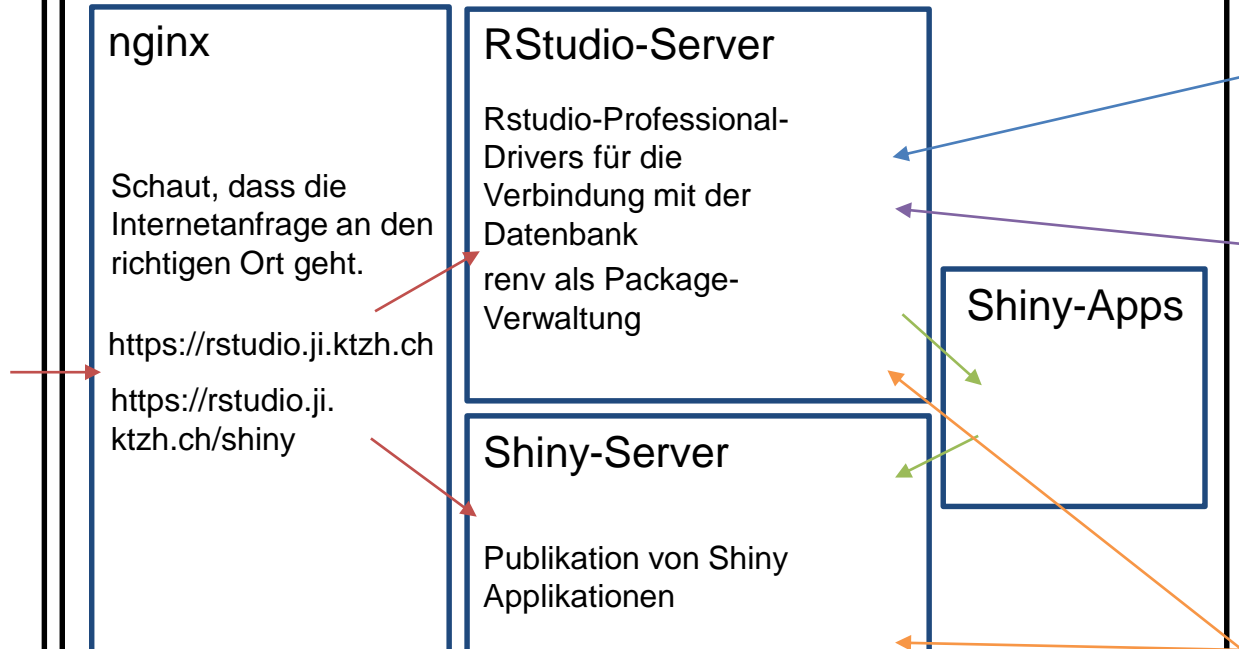 nginx
Schaut, dass die
Internetanfrage an den
richtigen Ort geht.
https://rstudio.ji.ktzh.ch
https://rstudio.ji.
ktzh.ch/shiny
RStudio-Server
Rstudio-Professional-
Drivers für die
Verbindung mit der
Datenbank
renv als Package-
Verwaltung
Shiny-Apps
Shiny-Server
Publikation von Shiny
Applikationen